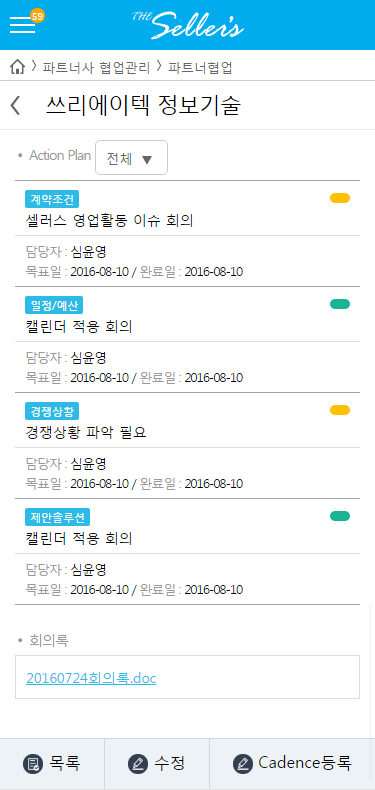 59
THE Seller's
파트너사 협업관리 파트너협업
쓰리에이텍 정보기술
• Action Plan 전체 ▼
계약조건
셀러스 영업활동 이슈 회의
담당자 : 심윤영
목표일 : 2016-08-10 / 완료일 : 2016-08-10
일정/예산
캘린더 적용 회의
담당자 : 심윤영
목표일 : 2016-08-10 / 완료일 : 2016-08-10
경쟁상황
경쟁상황 파악 필요
담당자 : 심윤영
목표일 : 2016-08-10 / 완료일 : 2016-08-10
제안솔루션
캘린더 적용 회의
담당자 : 심윤영
목표일 : 2016-08-10 / 완료일 : 2016-08-10
• 회의록
20160724회의록.doc
목록 수정 Cadence등록